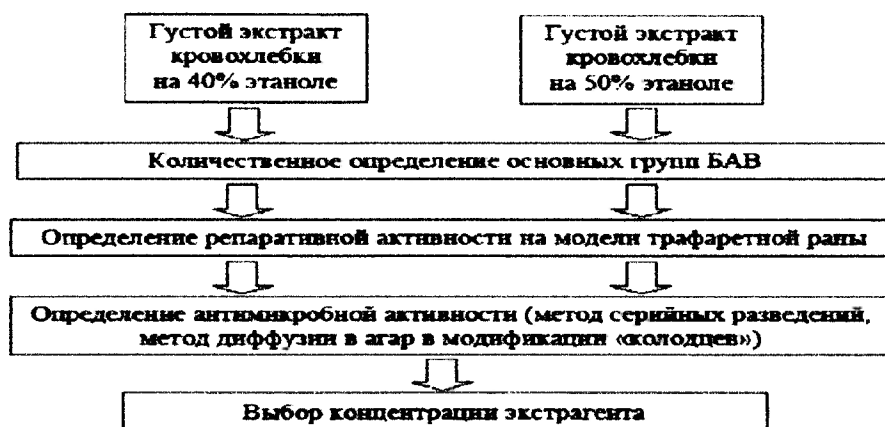 Густой экстракт
кровохлебки
на 40% этаноле
Густой экстракт
кровохлебки
на 50% этаноле
Количественное определение основных групп БАВ
Определение репаративной активности на модели трафаретной раны
Определение антимикробной активности (метод серийных разведений,
метод диффузии в агар в модификации «колодцев»)
Выбор концентрации экстрагента